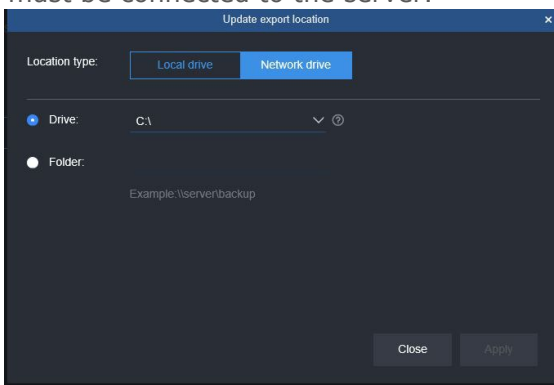 must be connected to the server.
Update export location ×
Location type: Local drive Network drive
Drive: C:\ ?
Folder:
Example:\\server\backup
Close Apply